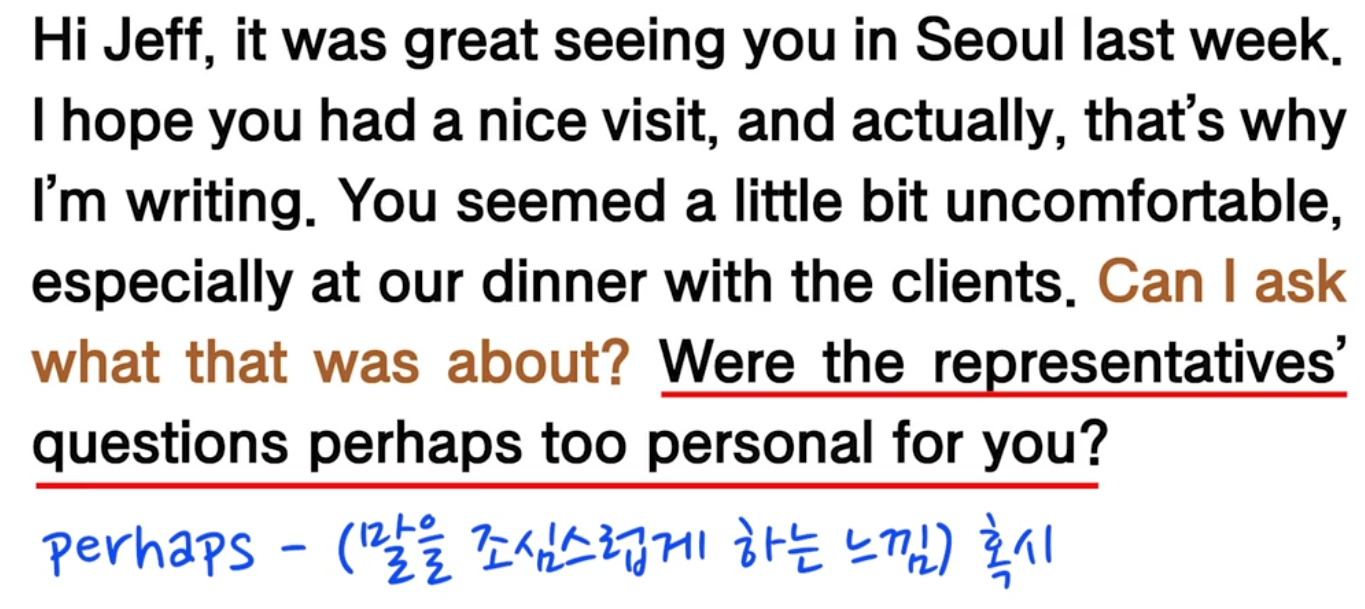 Hi Jeff, it was great seeing you in Seoul last week.
I hope you had a nice visit, and actually, that's why
I'm writing. You seemed a little bit uncomfortable,
especially at our dinner with the clients. Can I ask
what that was about? Were the representatives'
questions perhaps too personal for you?
perhaps - (말을 조심스럽게 하는 느낌) 혹시